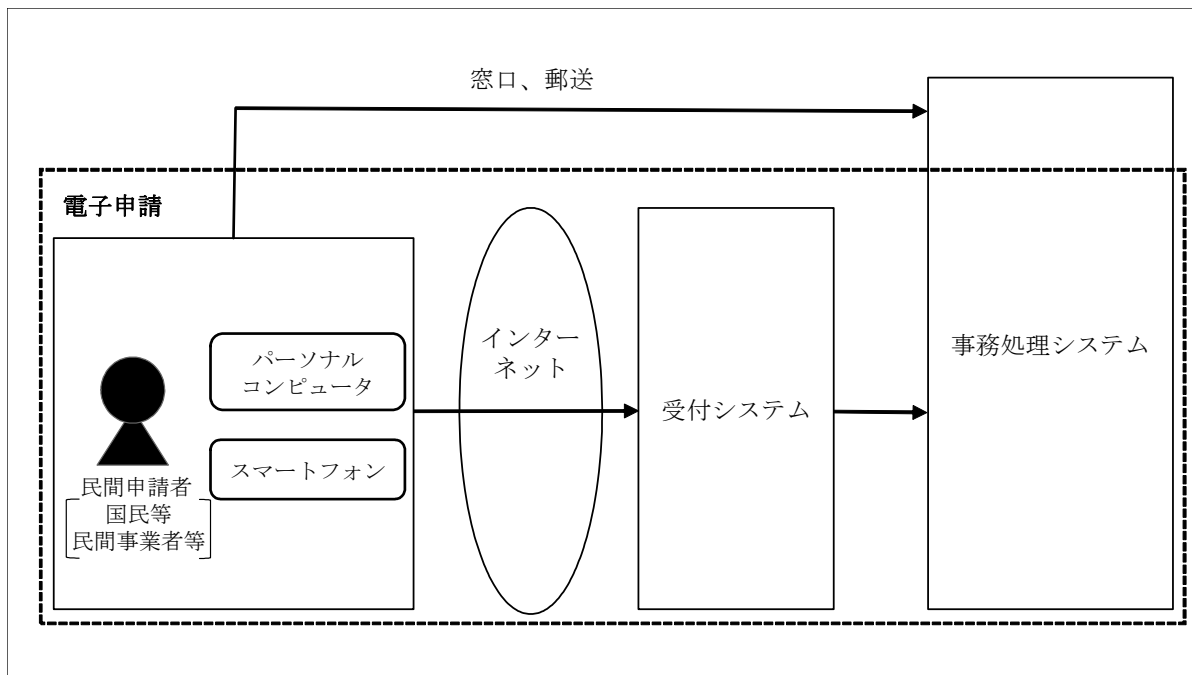 窓口、郵送
電子申請
パーソナル
コンピュータ
スマートフォン
民間申請者
国民等
民間事業者等
インター
ネット
受付システム
事務処理システム